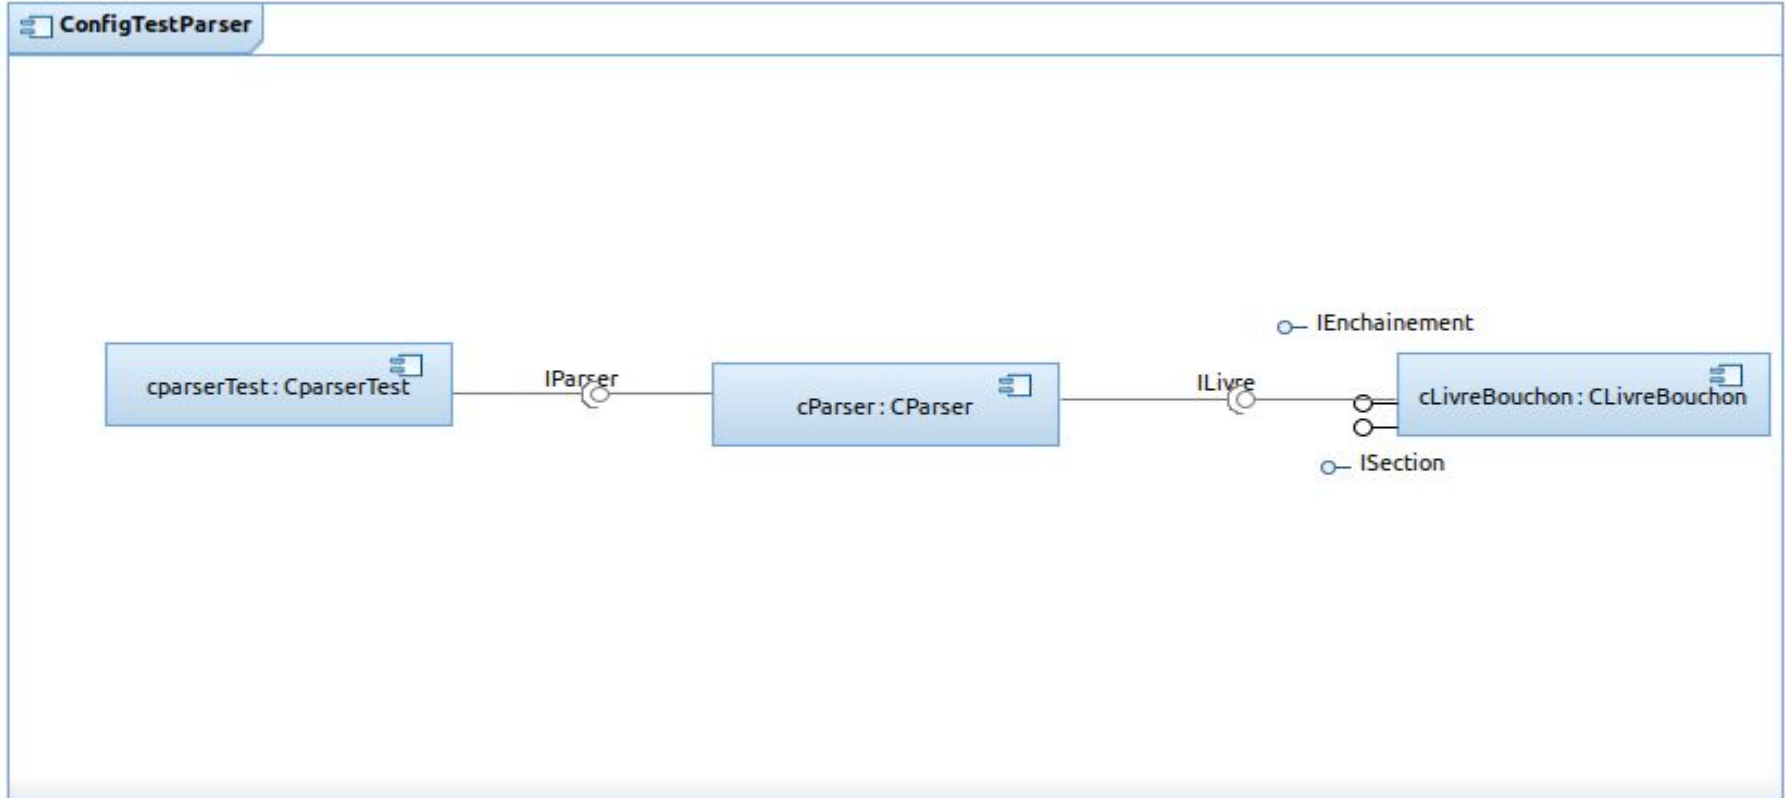 ConfigTestParser
IEnchainement
cparserTest: CparserTest
IParser
cParser: CParser
ILivre
cLivreBouchon: CLivreBouchon
ISection